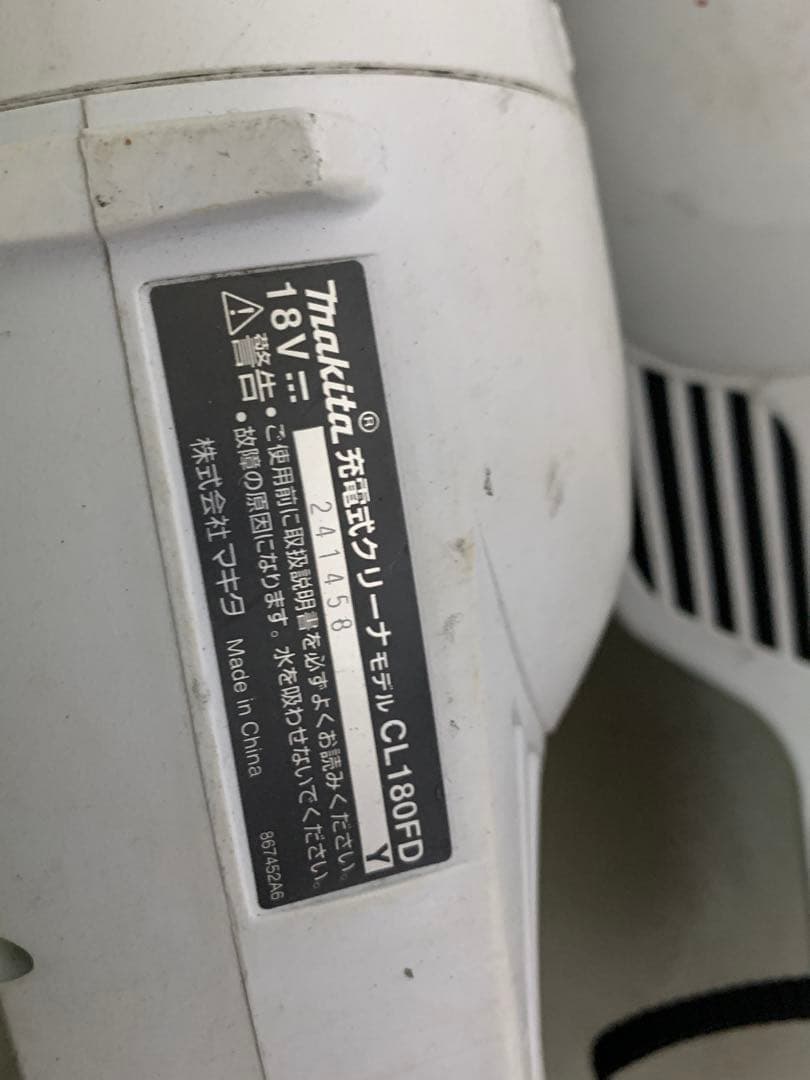 makita® 充電式クリーナ モデル CL180FD
18V 241458 Y
警告 • ご使用前に取扱説明書を必ずよくお読みください。
• 故障の原因になります。水を吸わせないでください。
株式会社 マキタ Made in China
867452A6